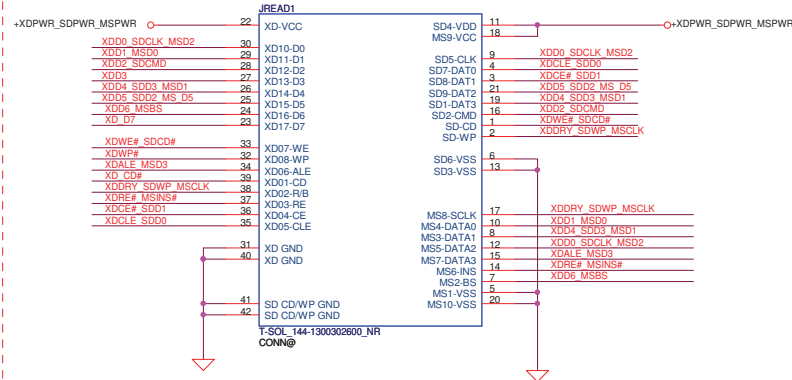 JREAD1
+XDPWR_SDPWR_MSPWR 22 XD-VCC SD4-VDD 11 +XDPWR_SDPWR_MSPWR
MS9-VCC 18
XDD0_SDCLK_MSD2 30 XD10-D0
XDD1_MSD0 29 XD11-D1 SD5-CLK 9 XDD0_SDCLK_MSD2
XDD2_SDCMD 28 XD12-D2 SD7-DAT0 4 XDCLE_SDD0
XDD3 27 XD13-D3 SD8-DAT1 3 XDCE#_SDD1
XDD4_SDD3_MSD1 26 XD14-D4 SD9-DAT2 21 XDD5_SDD2_MS_D5
XDD5_SDD2_MS_D5 25 XD15-D5 SD1-DAT3 19 XDD4_SDD3_MSD1
XDD6_MSBS 24 XD16-D6 SD2-CMD 16 XDD2_SDCMD
XD_D7 23 XD17-D7 SD-CD 1 XDWE#_SDCD#
SD-WP 2 XDDRY_SDWP_MSCLK
XDWE#_SDCD# 33 XD07-WE
XDWP# 32 XD08-WP SD6-VSS 6
XDALE_MSD3 34 XD06-ALE SD3-VSS 13
XD_CD# 39 XD01-CD
XDDRY_SDWP_MSCLK 38 XD02-R/B
XDRE#_MSINS# 37 XD03-RE
XDCE#_SDD1 36 XD04-CE MS8-SCLK 17 XDDRY_SDWP_MSCLK
XDCLE_SDD0 35 XD05-CLE MS4-DATA0 10 XDD1_MSD0
MS3-DATA1 8 XDD4_SDD3_MSD1
31 XD GND MS5-DATA2 12 XDD0_SDCLK_MSD2
40 XD GND MS7-DATA3 15 XDALE_MSD3
MS6-INS 14 XDRE#_MSINS#
MS2-BS 7 XDD6_MSBS
MS1-VSS 5
41 SD CD/WP GND MS10-VSS 20
42 SD CD/WP GND
T-SOL_144-1300302600_NR
CONN@